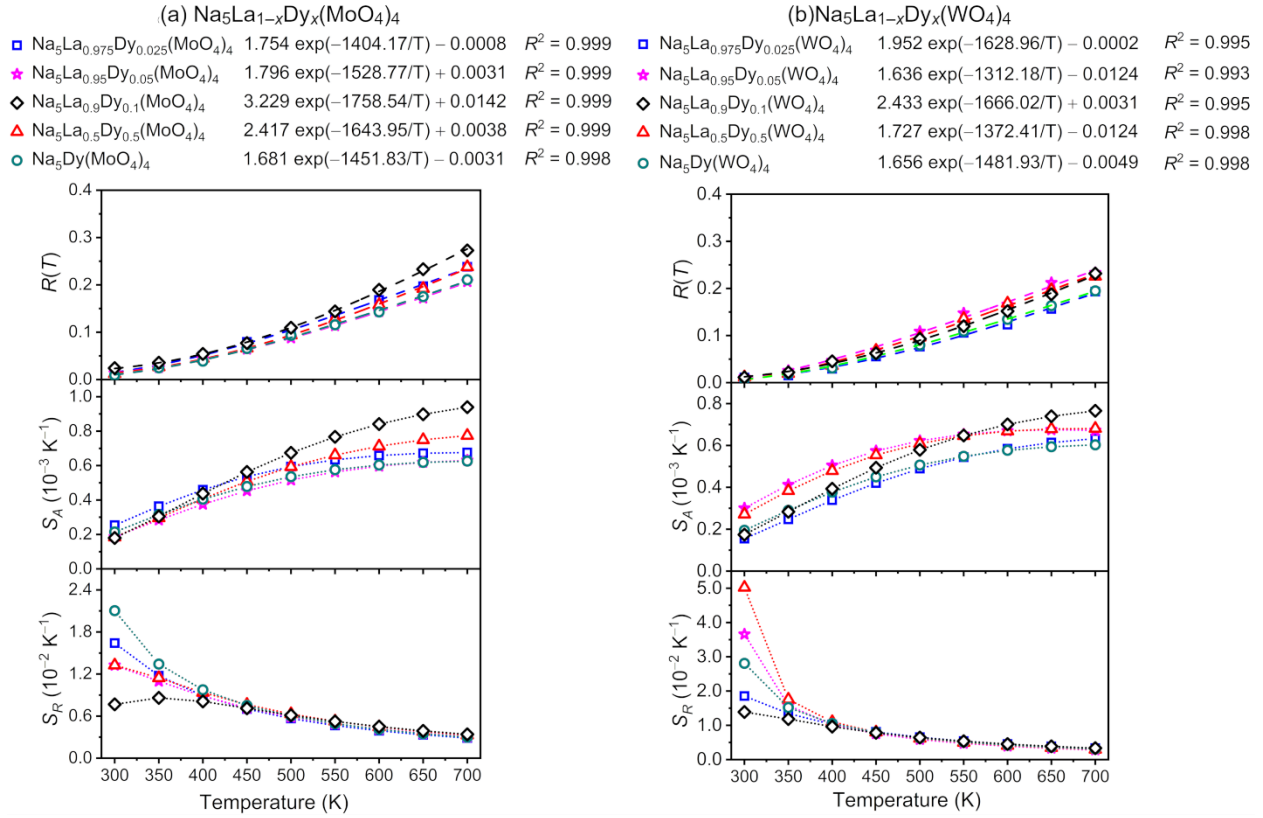 (a) Na₅La₁₋ₓDyₓ(MoO₄)₄
Na₅La₀.₉₇₅Dy₀.₀₂₅(MoO₄)₄ 1.754 exp(−1404.17/T) − 0.0008 R² = 0.999
Na₅La₀.₉₅Dy₀.₀₅(MoO₄)₄ 1.796 exp(−1528.77/T) + 0.0031 R² = 0.999
Na₅La₀.₉Dy₀.₁(MoO₄)₄ 3.229 exp(−1758.54/T) + 0.0142 R² = 0.999
Na₅La₀.₅Dy₀.₅(MoO₄)₄ 2.417 exp(−1643.95/T) + 0.0038 R² = 0.999
Na₅Dy(MoO₄)₄ 1.681 exp(−1451.83/T) − 0.0031 R² = 0.998
R(T)
0.4
0.3
0.2
0.1
0.0
S_A (10⁻³ K⁻¹)
1.0
0.8
0.6
0.4
0.2
0.0
S_R (10⁻² K⁻¹)
2.4
1.8
1.2
0.6
0.0
300 350 400 450 500 550 600 650 700
Temperature (K)
(b)Na₅La₁₋ₓDyₓ(WO₄)₄
Na₅La₀.₉₇₅Dy₀.₀₂₅(WO₄)₄ 1.952 exp(−1628.96/T) − 0.0002 R² = 0.995
Na₅La₀.₉₅Dy₀.₀₅(WO₄)₄ 1.636 exp(−1312.18/T) − 0.0124 R² = 0.993
Na₅La₀.₉Dy₀.₁(WO₄)₄ 2.433 exp(−1666.02/T) + 0.0031 R² = 0.995
Na₅La₀.₅Dy₀.₅(WO₄)₄ 1.727 exp(−1372.41/T) − 0.0124 R² = 0.998
Na₅Dy(WO₄)₄ 1.656 exp(−1481.93/T) − 0.0049 R² = 0.998
R(T)
0.4
0.3
0.2
0.1
0.0
S_A (10⁻³ K⁻¹)
0.8
0.6
0.4
0.2
0.0
S_R (10⁻² K⁻¹)
5.0
4.0
3.0
2.0
1.0
0.0
300 350 400 450 500 550 600 650 700
Temperature (K)